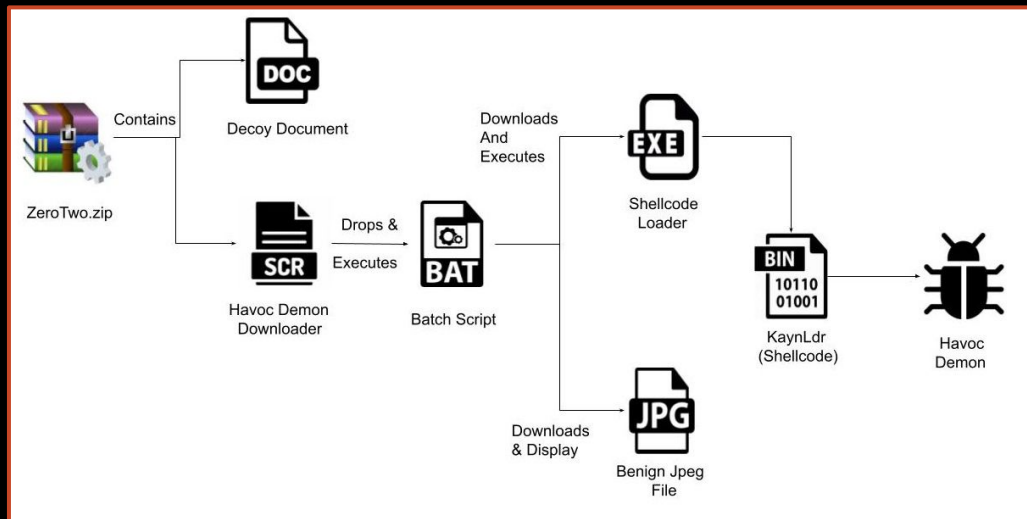 Contains
ZeroTwo.zip
DOC
Decoy Document
SCR
Havoc Demon
Downloader
Drops &
Executes
BAT
Batch Script
Downloads
And
Executes
EXE
Shellcode
Loader
Downloads
& Display
JPG
Benign Jpeg
File
BIN
10110
01001
KaynLdr
(Shellcode)
Havoc
Demon